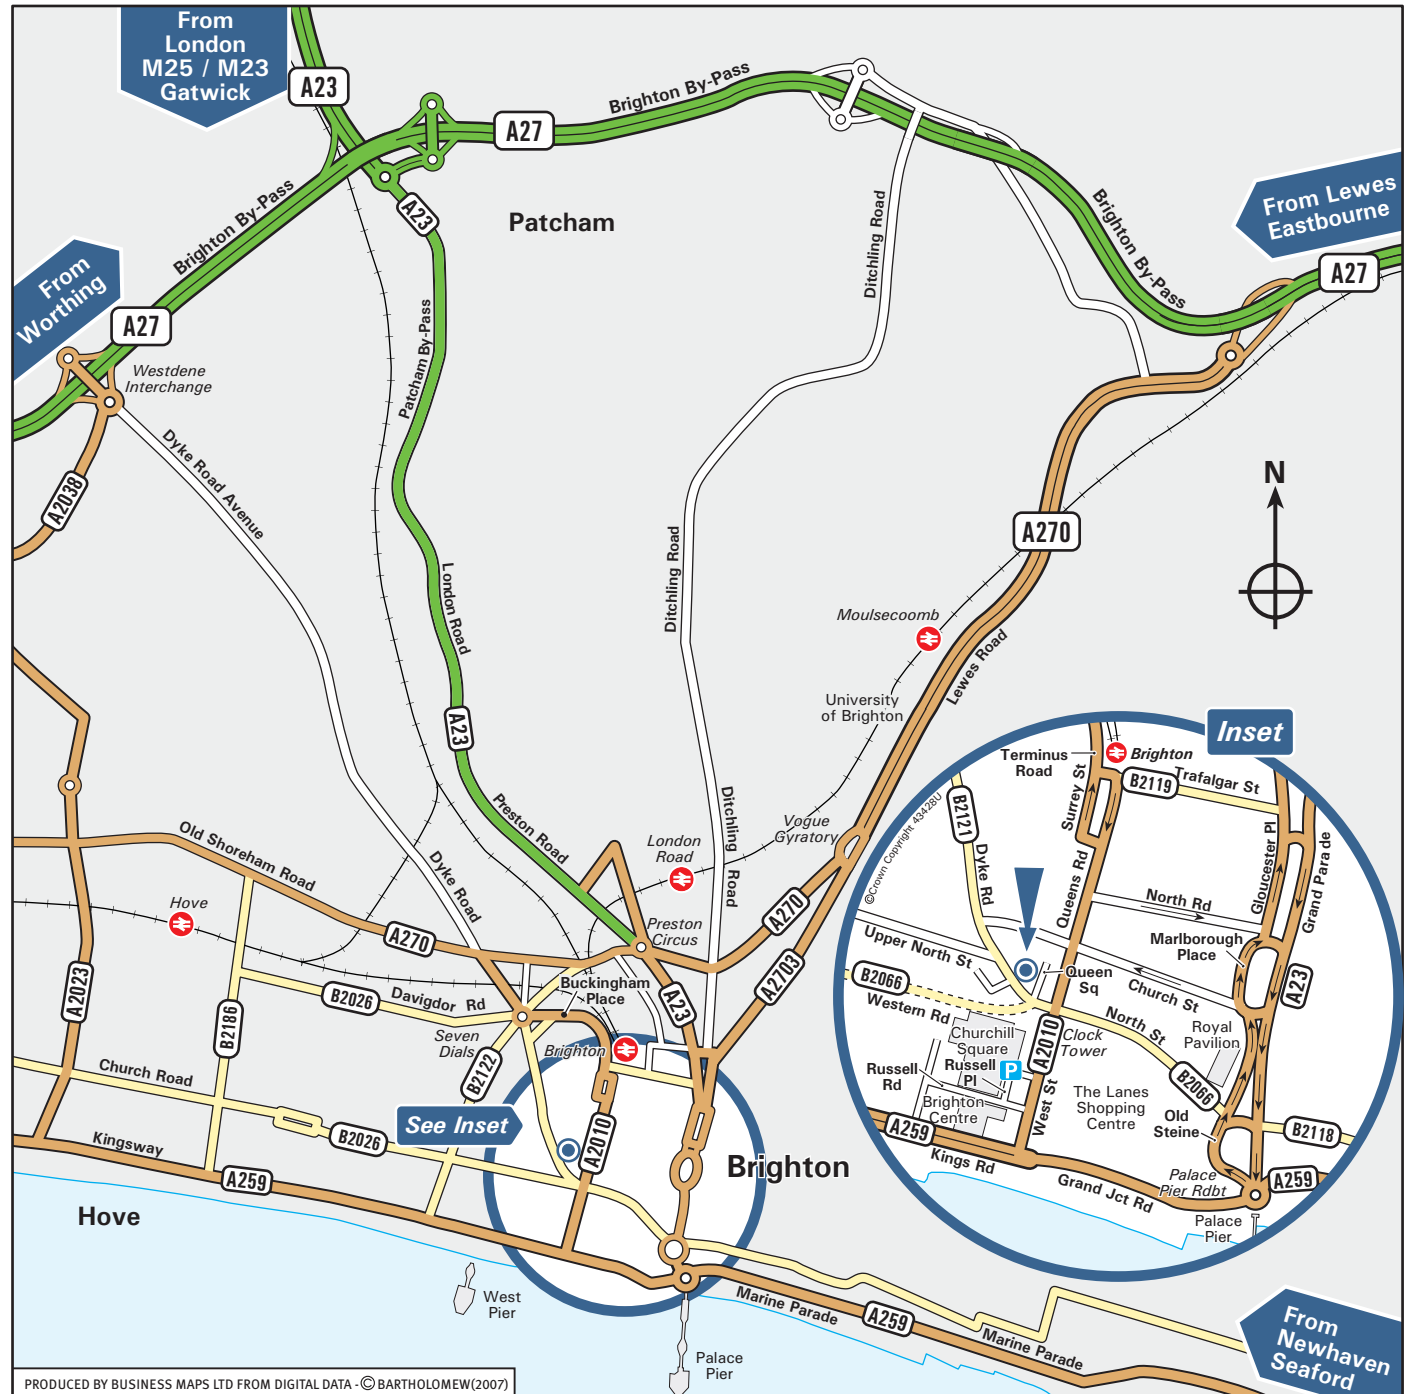 From
London
M25 / M23
Gatwick
A23
Brighton By-Pass
A27
Brighton By-Pass
A23
Patcham
Ditchling Road
Brighton By-Pass
From Lewes
Eastbourne
A27
From
Worthing
A27
Westdene
Interchange
Patcham By-Pass
Dyke Road Avenue
A2038
London Road
Ditchling Road
A270
N
Moulsecoomb
Lewes Road
University
of Brighton
A23
Preston Road
Ditchling
Road
Vogue
Gyratory
London
Road
Old Shoreham Road
Dyke Road
Hove
A270
Preston
Circus
A270
A2703
A2023
B2186
B2026
Davigdor Rd
Buckingham
Place
A23
Seven
Dials
Brighton
B2122
Church Road
See Inset
B2026
A2010
Kingsway
A259
Brighton
Hove
West
Pier
Marine Parade
A259
Marine Parade
Palace
Pier
From
Newhaven
Seaford
Inset
Terminus
Road
Brighton
Surrey St
B2119
Trafalgar St
©Crown Copyright 43428U
B2121
Dyke Rd
Queens Rd
Gloucester Pl
Grand Parade
North Rd
Upper North St
Marlborough
Place
B2066
Queen
Sq
Church St
A23
Western Rd
Churchill
Square
A2010
Clock
Tower
North St
Royal
Pavilion
Russell
Rd
Russell
Pl
P
B2066
Brighton
Centre
West St
The Lanes
Shopping
Centre
Old
Steine
B2118
A259
Kings Rd
Grand Jct Rd
Palace
Pier Rdbt
A259
Palace
Pier
PRODUCED BY BUSINESS MAPS LTD FROM DIGITAL DATA - © BARTHOLOMEW(2007)